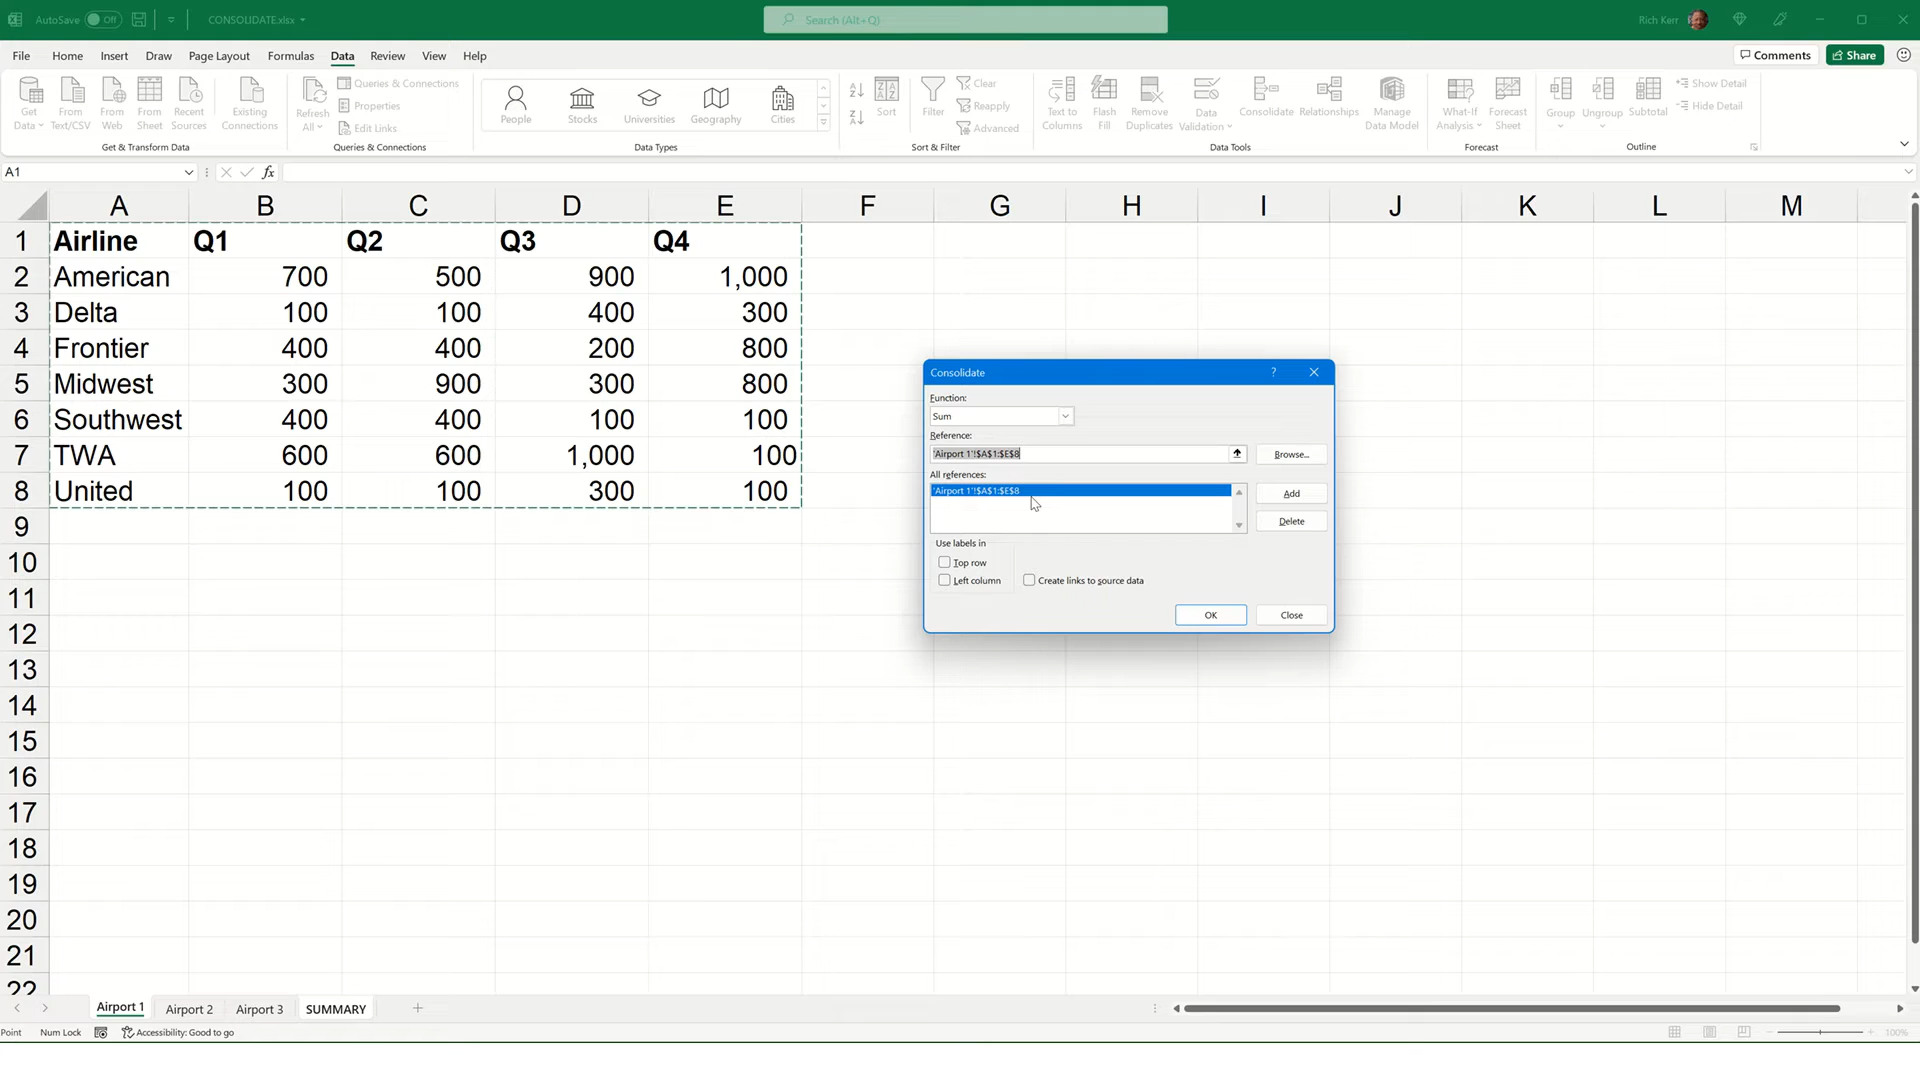 AutoSave Off CONSOLIDATE.xlsx Search (Alt+Q) Rich Kerr
File Home Insert Draw Page Layout Formulas Data Review View Help Comments Share
Get Data From Text/CSV From Web From Sheet Recent Sources Existing Connections
Get & Transform Data
Refresh All Queries & Connections Properties Edit Links
Queries & Connections
People Stocks Universities Geography Cities
Data Types
Sort Filter Clear Reapply Advanced
Sort & Filter
Text to Columns Flash Fill Remove Duplicates Data Validation Consolidate Relationships Manage Data Model
Data Tools
What-If Analysis Forecast Sheet
Forecast
Group Ungroup Subtotal Show Detail Hide Detail
Outline
A1 fx
A B C D E F G H I J K L M
1 Airline Q1 Q2 Q3 Q4
2 American 700 500 900 1,000
3 Delta 100 100 400 300
4 Frontier 400 400 200 800
5 Midwest 300 900 300 800
6 Southwest 400 400 100 100
7 TWA 600 600 1,000 100
8 United 100 100 300 100
9
10
11
12
13
14
15
16
17
18
19
20
21
22
Consolidate ?
Function:
Sum
Reference:
'Airport 1'!$A$1:$E$8 Browse...
All references:
'Airport 1'!$A$1:$E$8 Add
Delete
Use labels in
Top row
Left column Create links to source data
OK Close
Airport 1 Airport 2 Airport 3 SUMMARY
Point Num Lock Accessibility: Good to go 100%